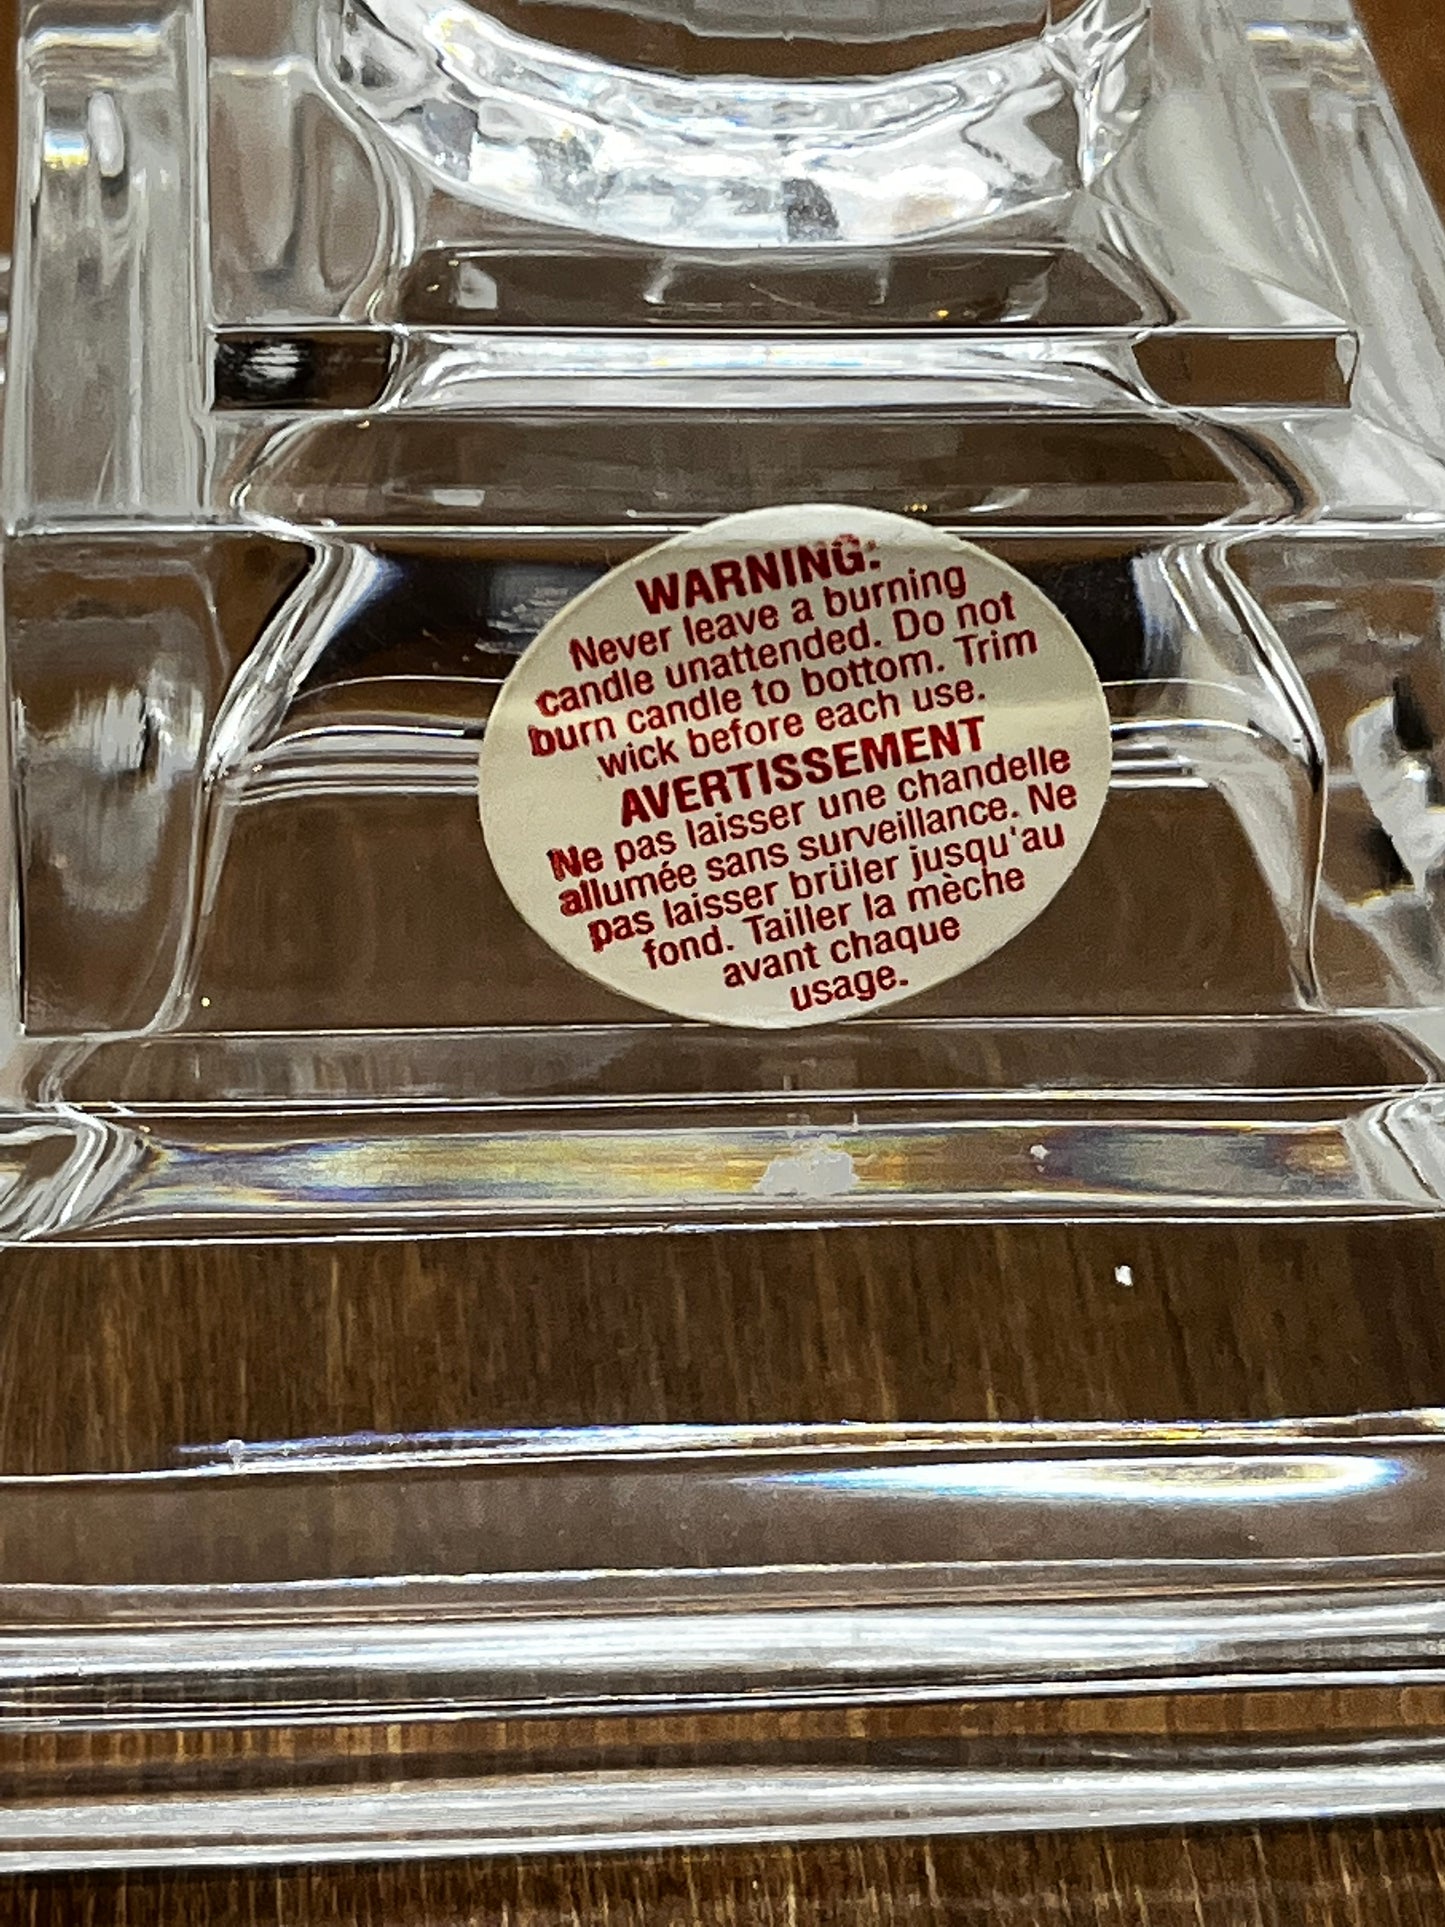 WARNING:
Never leave a burning
candle unattended. Do not
burn candle to bottom. Trim
wick before each use.
AVERTISSEMENT
Ne pas laisser une chandelle
allumée sans surveillance. Ne
pas laisser brüler jusqu'au
fond. Tailler la mèche
avant chaque
usage.